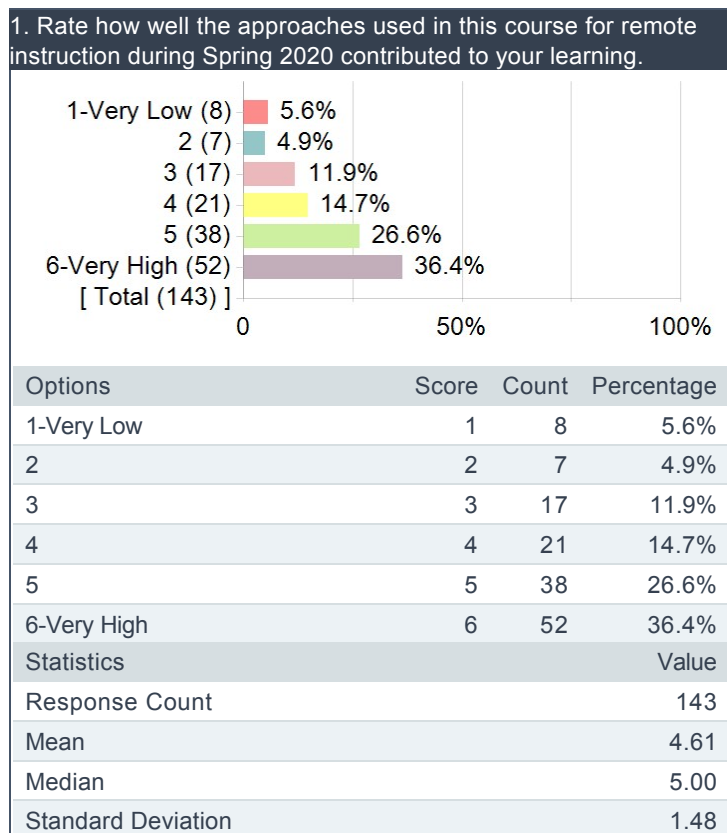 1. Rate how well the approaches used in this course for remote
instruction during Spring 2020 contributed to your learning.
1-Very Low (8) 5.6%
2 (7) 4.9%
3 (17) 11.9%
4 (21) 14.7%
5 (38) 26.6%
6-Very High (52) 36.4%
[ Total (143) ]
0 50% 100%
Options Score Count Percentage
1-Very Low 1 8 5.6%
2 2 7 4.9%
3 3 17 11.9%
4 4 21 14.7%
5 5 38 26.6%
6-Very High 6 52 36.4%
Statistics Value
Response Count 143
Mean 4.61
Median 5.00
Standard Deviation 1.48